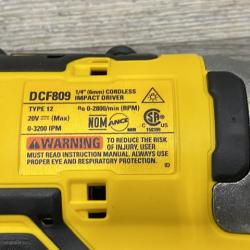 DCF809 1/4" (6mm) CORDLESS
IMPACT DRIVER
TYPE 12 n₀ 0-2800/min (RPM)
20V ⎓ (Max)
0-3200 IPM
NOM
ANCE
SA
156399
WARNING TO REDUCE THE
RISK OF INJURY, USER
MUST READ INSTRUCTION MANUAL. ALWAYS USE
PROPER EYE AND RESPIRATORY PROTECTION.